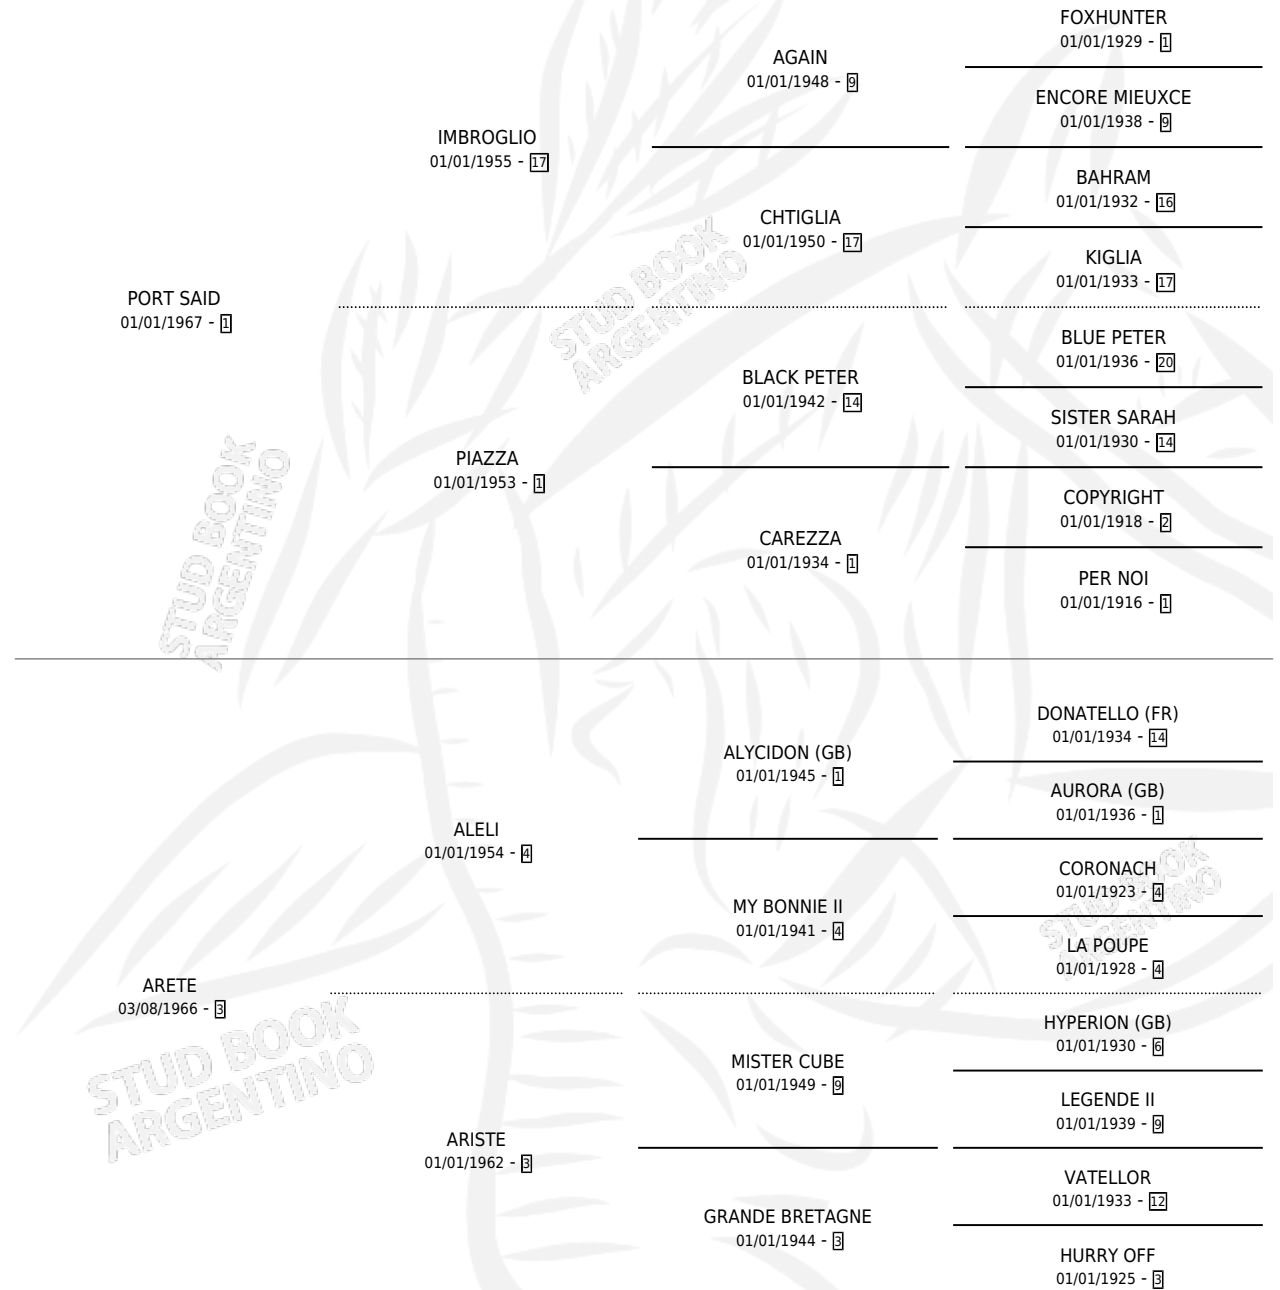 FOXHUNTER
01/01/1929 - 1
AGAIN
01/01/1948 - 9
ENCORE MIEUXCE
01/01/1938 - 9
IMBROGLIO
01/01/1955 - 17
BAHRAM
01/01/1932 - 16
CHTIGLIA
01/01/1950 - 17
KIGLIA
01/01/1933 - 17
PORT SAID
01/01/1967 - 1
STUD BOOK
ARGENTINO
BLUE PETER
01/01/1936 - 20
BLACK PETER
01/01/1942 - 14
SISTER SARAH
01/01/1930 - 14
PIAZZA
01/01/1953 - 1
COPYRIGHT
01/01/1918 - 2
CAREZZA
01/01/1934 - 1
PER NOI
01/01/1916 - 1
STUD BOOK
ARGENTINO
DONATELLO (FR)
01/01/1934 - 14
ALYCIDON (GB)
01/01/1945 - 1
AURORA (GB)
01/01/1936 - 1
ALELI
01/01/1954 - 4
CORONACH
01/01/1923 - 4
MY BONNIE II
01/01/1941 - 4
LA POUPE
01/01/1928 - 4
STUD BOOK
ARGENTINO
ARETE
03/08/1966 - 3
HYPERION (GB)
01/01/1930 - 6
MISTER CUBE
01/01/1949 - 9
LEGENDE II
01/01/1939 - 9
STUD BOOK
ARGENTINO
ARISTE
01/01/1962 - 3
VATELLOR
01/01/1933 - 12
GRANDE BRETAGNE
01/01/1944 - 3
HURRY OFF
01/01/1925 - 3